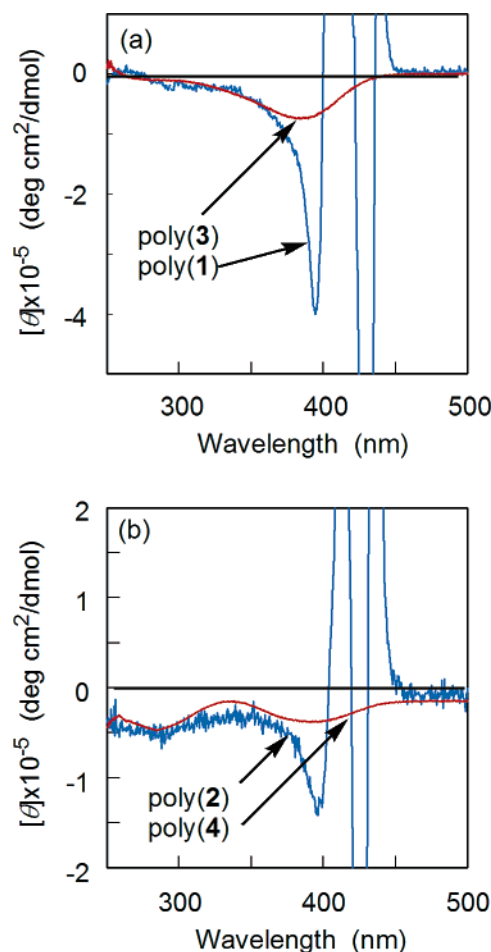 (a)
[θ]x10⁻⁵ (deg cm²/dmol)
0
-2
-4
poly(3)
poly(1)
300
400
500
Wavelength (nm)
(b)
[θ]x10⁻⁵ (deg cm²/dmol)
2
1
0
-1
-2
poly(2)
poly(4)
300
400
500
Wavelength (nm)